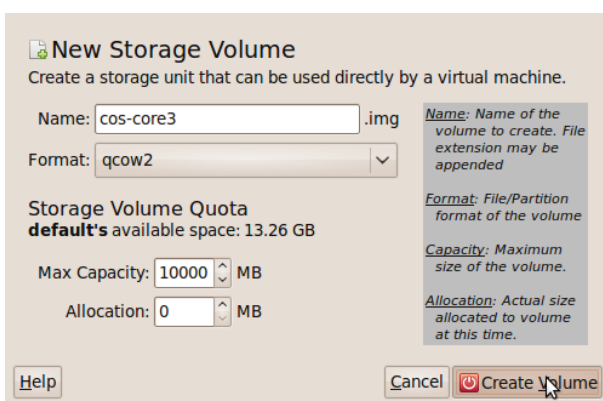 New Storage Volume
Create a storage unit that can be used directly by a virtual machine.
Name: cos-core3 .img
Format: qcow2
Storage Volume Quota
default's available space: 13.26 GB
Max Capacity: 10000 MB
Allocation: 0 MB
Name: Name of the
volume to create. File
extension may be
appended
Format: File/Partition
format of the volume
Capacity: Maximum
size of the volume.
Allocation: Actual size
allocated to volume
at this time.
Help
Cancel
Create Volume